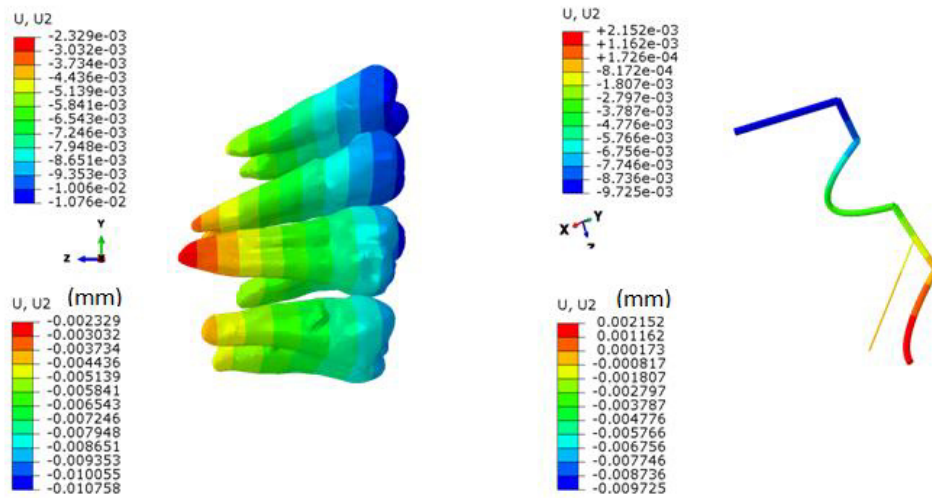 U, U2
-2.329e-03
-3.032e-03
-3.734e-03
-4.436e-03
-5.139e-03
-5.841e-03
-6.543e-03
-7.246e-03
-7.948e-03
-8.651e-03
-9.353e-03
-1.006e-02
-1.076e-02
Y
Z
X
U, U2
(mm)
-0.002329
-0.003032
-0.003734
-0.004436
-0.005139
-0.005841
-0.006543
-0.007246
-0.007948
-0.008651
-0.009353
-0.010055
-0.010758
U, U2
+2.152e-03
+1.162e-03
+1.726e-04
-8.172e-04
-1.807e-03
-2.797e-03
-3.787e-03
-4.776e-03
-5.766e-03
-6.756e-03
-7.746e-03
-8.736e-03
-9.725e-03
Y
X
Z
U, U2
(mm)
0.002152
0.001162
0.000173
-0.000817
-0.001807
-0.002797
-0.003787
-0.004776
-0.005766
-0.006756
-0.007746
-0.008736
-0.009725